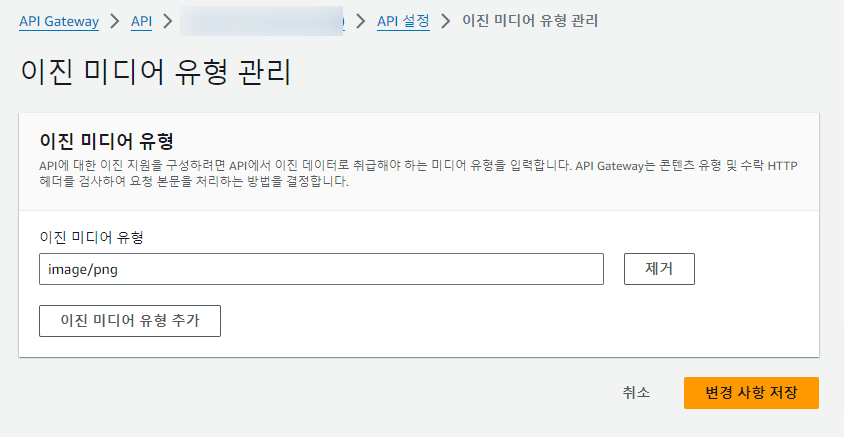 API Gateway > API > > API 설정 > 이진 미디어 유형 관리
이진 미디어 유형 관리
이진 미디어 유형
API에 대한 이진 지원을 구성하려면 API에서 이진 데이터로 취급해야 하는 미디어 유형을 입력합니다. API Gateway는 콘텐츠 유형 및 수락 HTTP
헤더를 검사하여 요청 본문을 처리하는 방법을 결정합니다.
이진 미디어 유형
image/png
제거
이진 미디어 유형 추가
취소
변경 사항 저장